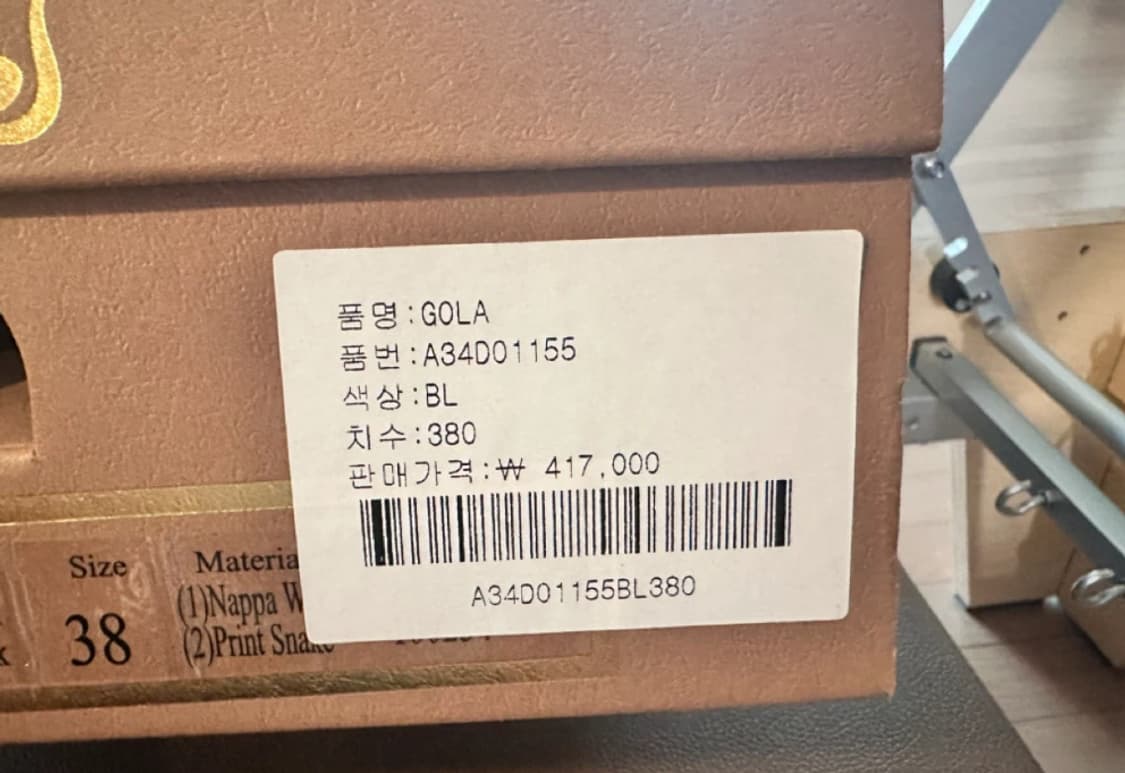 품명:GOLA
품번:A34D01155
색상:BL
치수:380
판매가격:₩ 417,000
A34D01155BL380
Size
38
(1)Nappa
(2)Print